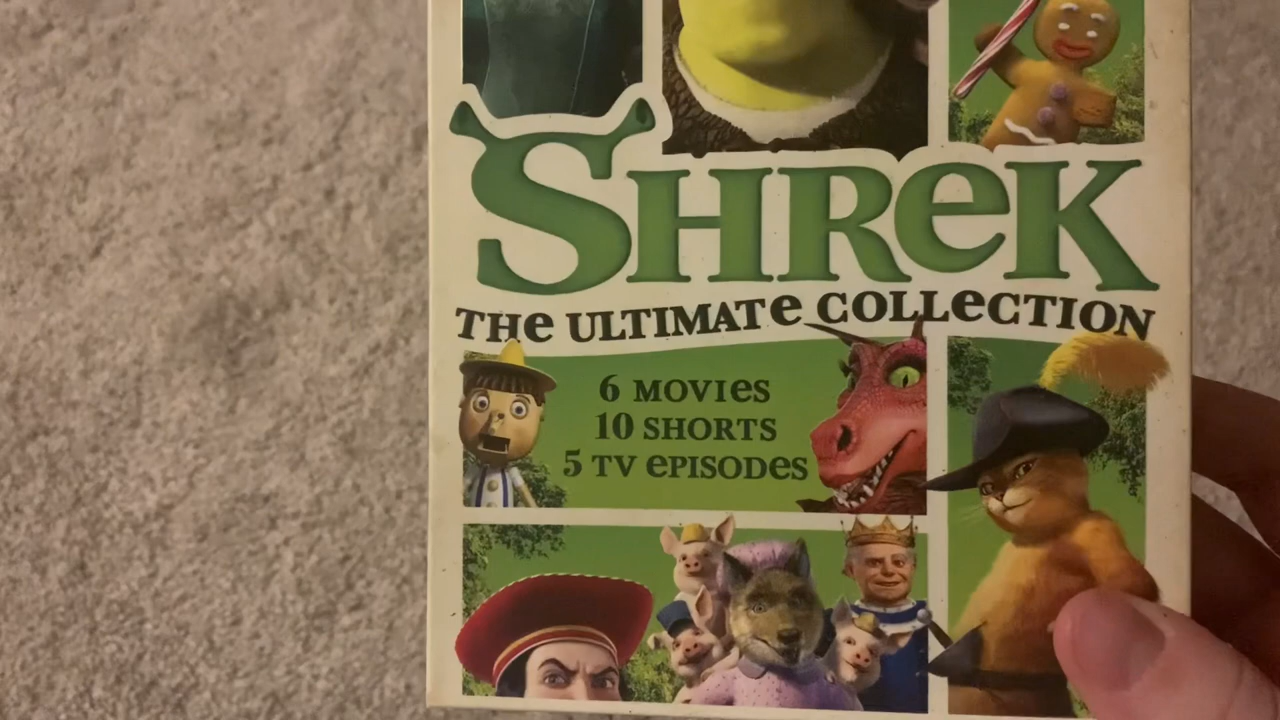 SHReK
THe ULTIMATe COLLeCTION
6 MOVIeS
10 SHORTS
5 TV ePISODeS